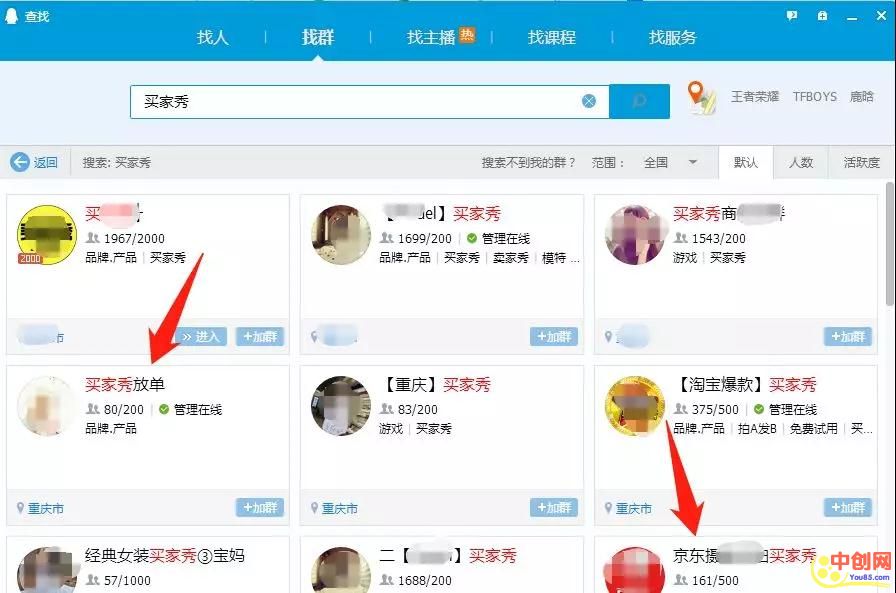 查找
找人 找群 找主播 热 找课程 找服务
买家秀
王者荣耀 TFBOYS 鹿晗
返回 搜索: 买家秀 搜索不到我的群? 范围: 全国 默认 人数 活跃度
买
1967/2000
品牌.产品 买家秀
2000
市 进入 +加群
del】买家秀
1699/200 管理在线
品牌.产品 买家秀 卖家秀 模特 ...
+加群
买家秀商
1543/200
游戏 买家秀
+加群
买家秀放单
80/200 管理在线
品牌.产品
重庆市 +加群
【重庆】买家秀
83/200
游戏 买家秀
重庆市 +加群
【淘宝爆款】买家秀
375/500 管理在线
品牌.产品 拍A发B 免费试用 买...
重庆市 +加群
经典女装买家秀③宝妈
57/1000
二【 】买家秀
1688/200
京东摄 买家秀
161/500
中创网
You85.com